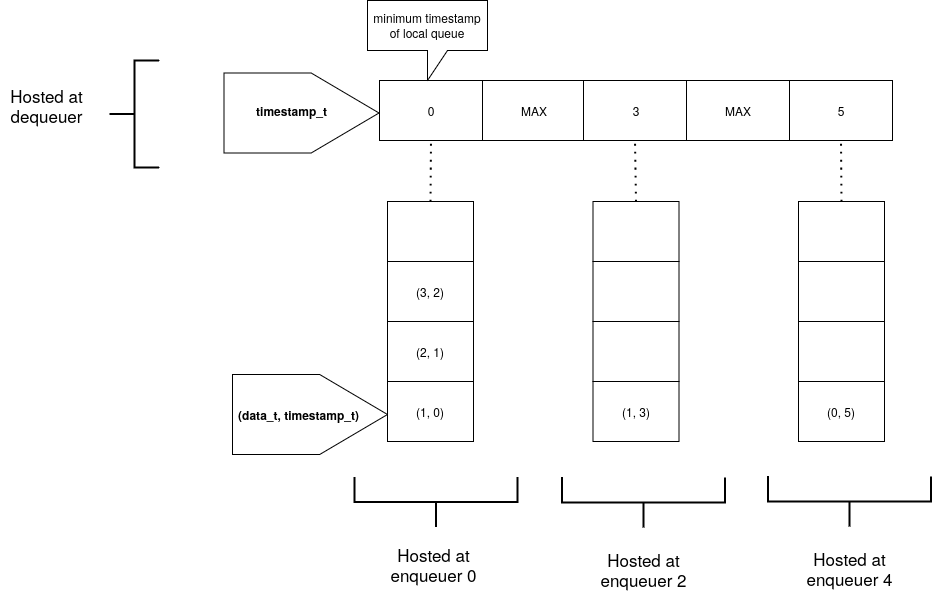 minimum timestamp
of local queue
Hosted at
dequeuer
timestamp_t
0
MAX
3
MAX
5
(3, 2)
(2, 1)
(data_t, timestamp_t)
(1, 0)
(1, 3)
(0, 5)
Hosted at
enqueuer 0
Hosted at
enqueuer 2
Hosted at
enqueuer 4